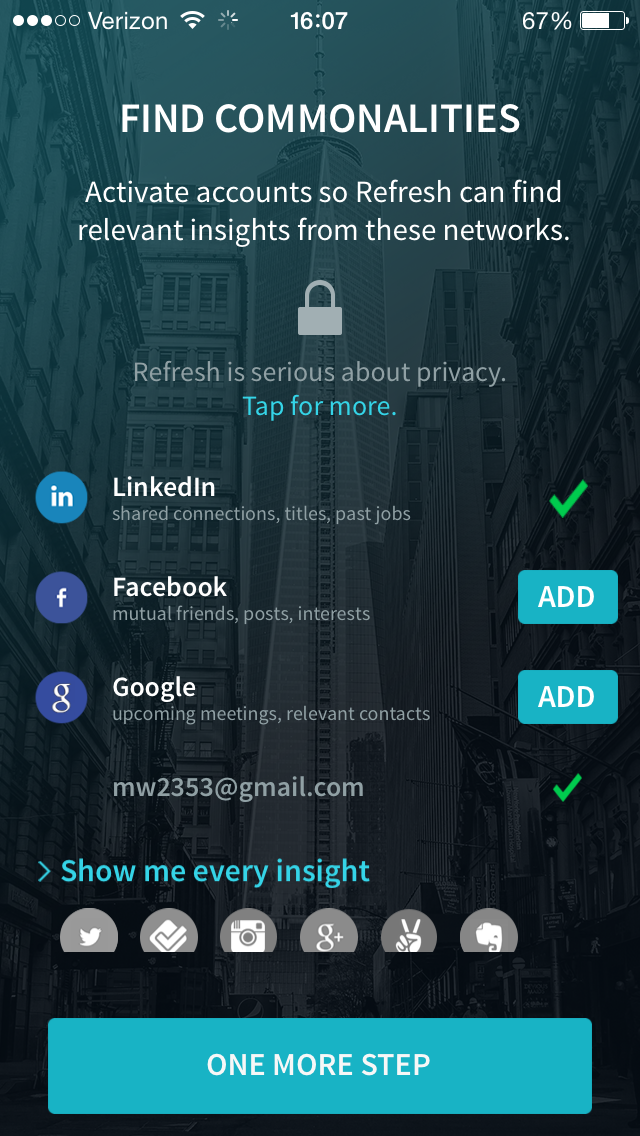 Verizon 16:07 67%
FIND COMMONALITIES
Activate accounts so Refresh can find
relevant insights from these networks.
Refresh is serious about privacy.
Tap for more.
in LinkedIn
shared connections, titles, past jobs
f Facebook ADD
mutual friends, posts, interests
g Google ADD
upcoming meetings, relevant contacts
mw2353@gmail.com
> Show me every insight
g+
ONE MORE STEP